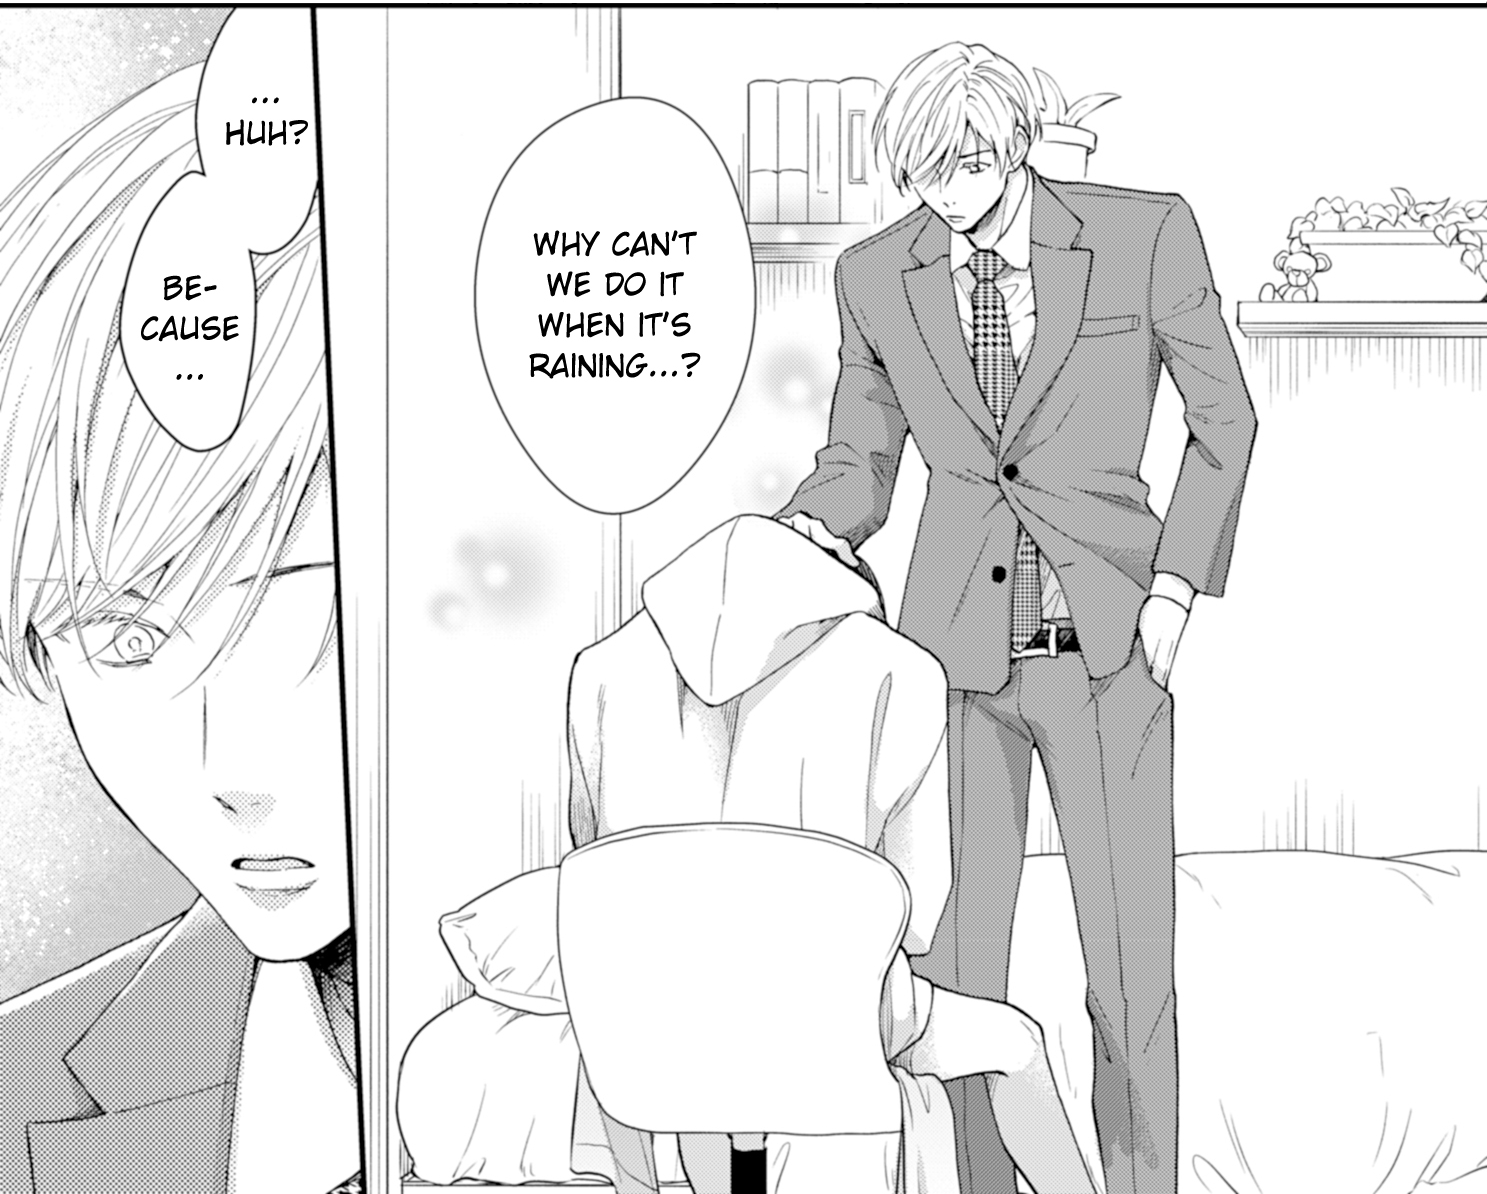 WHY CAN'T
WE DO IT
WHEN IT'S
RAINING...?
...
HUH?
BE-
CAUSE
...